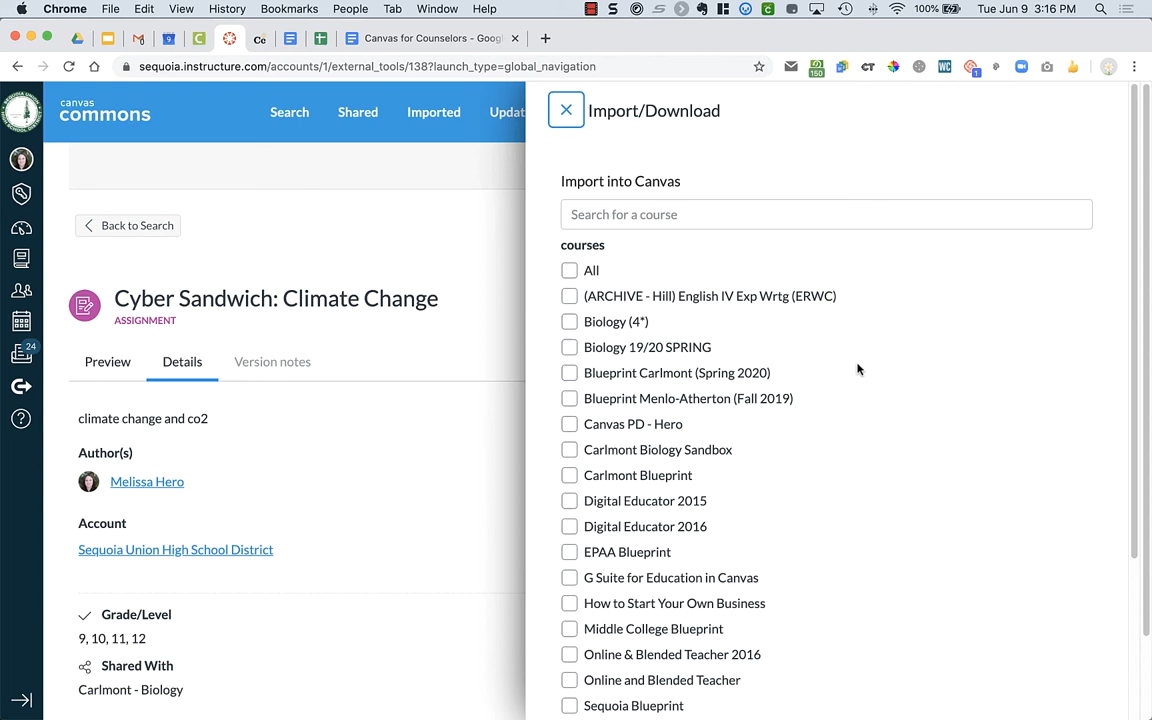 Chrome File Edit View History Bookmarks People Tab Window Help 100% Tue Jun 9 3:16 PM
Canvas for Counselors - Goog
sequoia.instructure.com/accounts/1/external_tools/138?launch_type=global_navigation
canvas
commons
Search Shared Imported Updat
Back to Search
Cyber Sandwich: Climate Change
ASSIGNMENT
Preview Details Version notes
climate change and co2
Author(s)
Melissa Hero
Account
Sequoia Union High School District
Grade/Level
9, 10, 11, 12
Shared With
Carlmont - Biology
24
Import/Download
Import into Canvas
Search for a course
courses
All
(ARCHIVE - Hill) English IV Exp Wrtg (ERWC)
Biology (4*)
Biology 19/20 SPRING
Blueprint Carlmont (Spring 2020)
Blueprint Menlo-Atherton (Fall 2019)
Canvas PD - Hero
Carlmont Biology Sandbox
Carlmont Blueprint
Digital Educator 2015
Digital Educator 2016
EPAA Blueprint
G Suite for Education in Canvas
How to Start Your Own Business
Middle College Blueprint
Online & Blended Teacher 2016
Online and Blended Teacher
Sequoia Blueprint